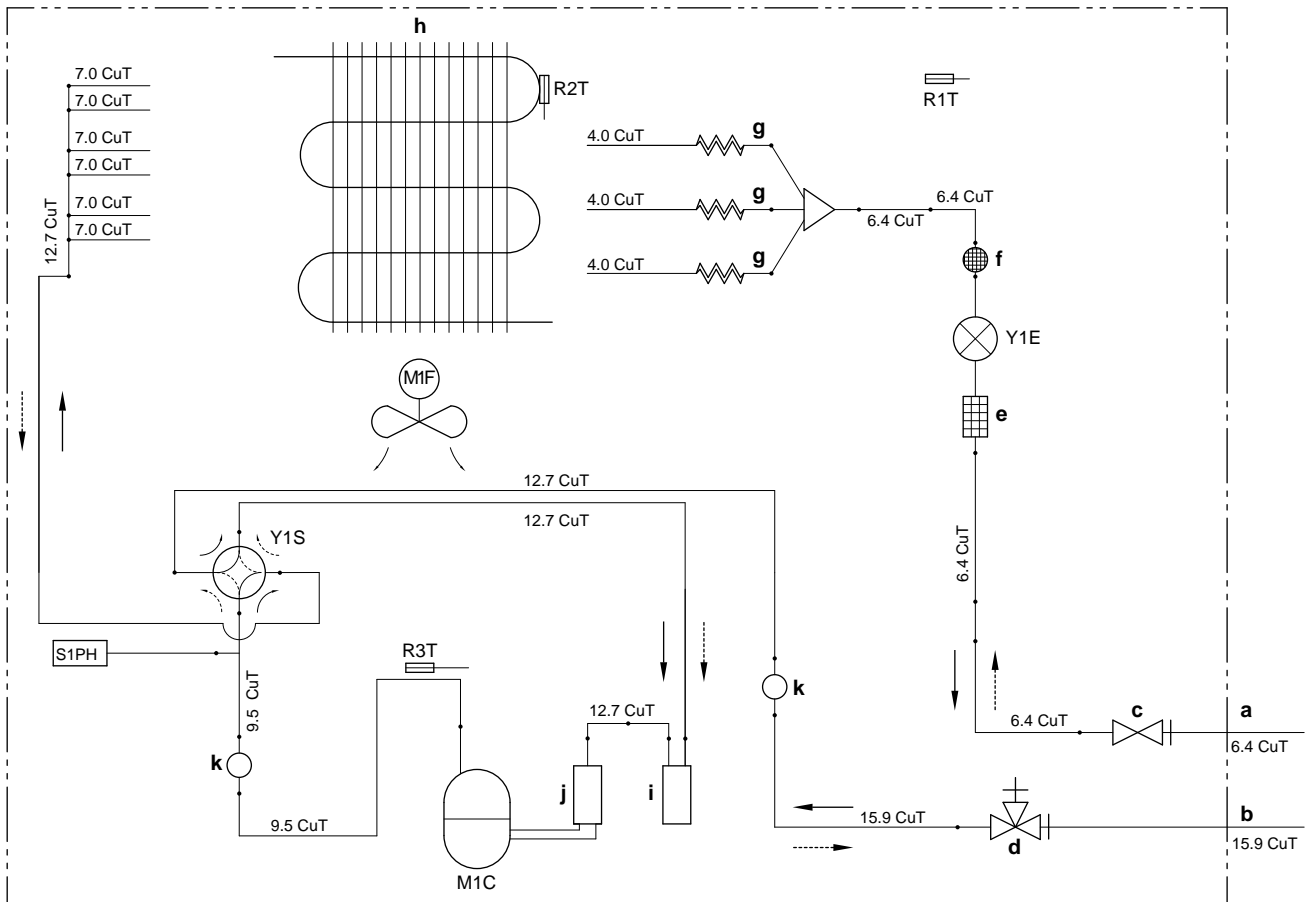 h
7.0 CuT
7.0 CuT
7.0 CuT
7.0 CuT
7.0 CuT
7.0 CuT
12.7 CuT
R2T
R1T
4.0 CuT
g
4.0 CuT
g
4.0 CuT
g
6.4 CuT
6.4 CuT
f
Y1E
e
M1F
12.7 CuT
12.7 CuT
Y1S
6.4 CuT
S1PH
9.5 CuT
R3T
k
k
12.7 CuT
6.4 CuT
c
a
6.4 CuT
j
i
9.5 CuT
M1C
15.9 CuT
d
b
15.9 CuT